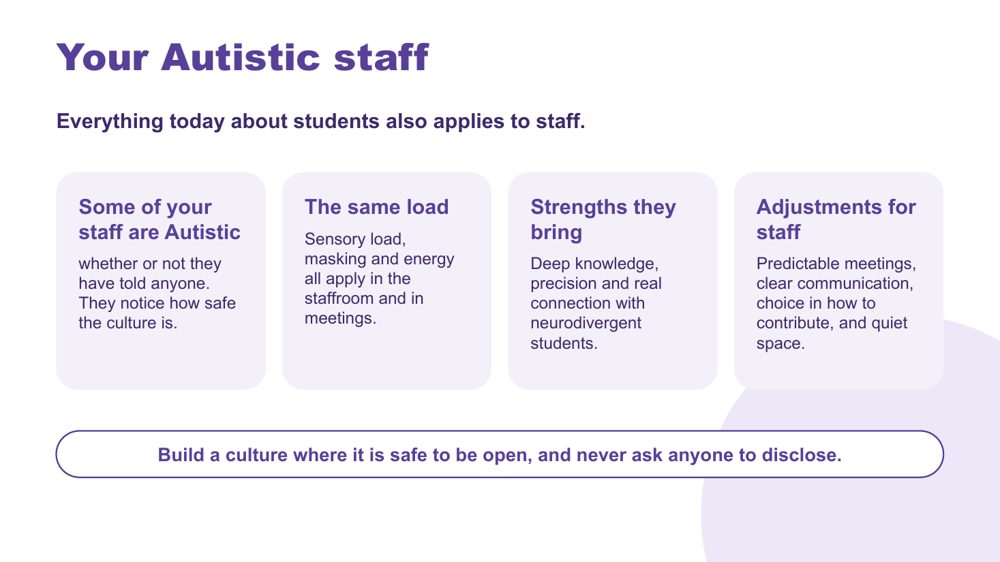 Your Autistic staff
Everything today about students also applies to staff.
Some of your
staff are Autistic
whether or not they
have told anyone.
They notice how safe
the culture is.
The same load
Sensory load,
masking and energy
all apply in the
staffroom and in
meetings.
Strengths they
bring
Deep knowledge,
precision and real
connection with
neurodivergent
students.
Adjustments for
staff
Predictable meetings,
clear communication,
choice in how to
contribute, and quiet
space.
Build a culture where it is safe to be open, and never ask anyone to disclose.